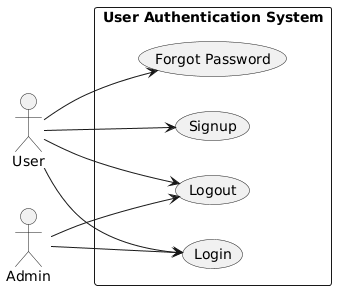 User Authentication System
Forgot Password
Signup
User
Logout
Admin
Login